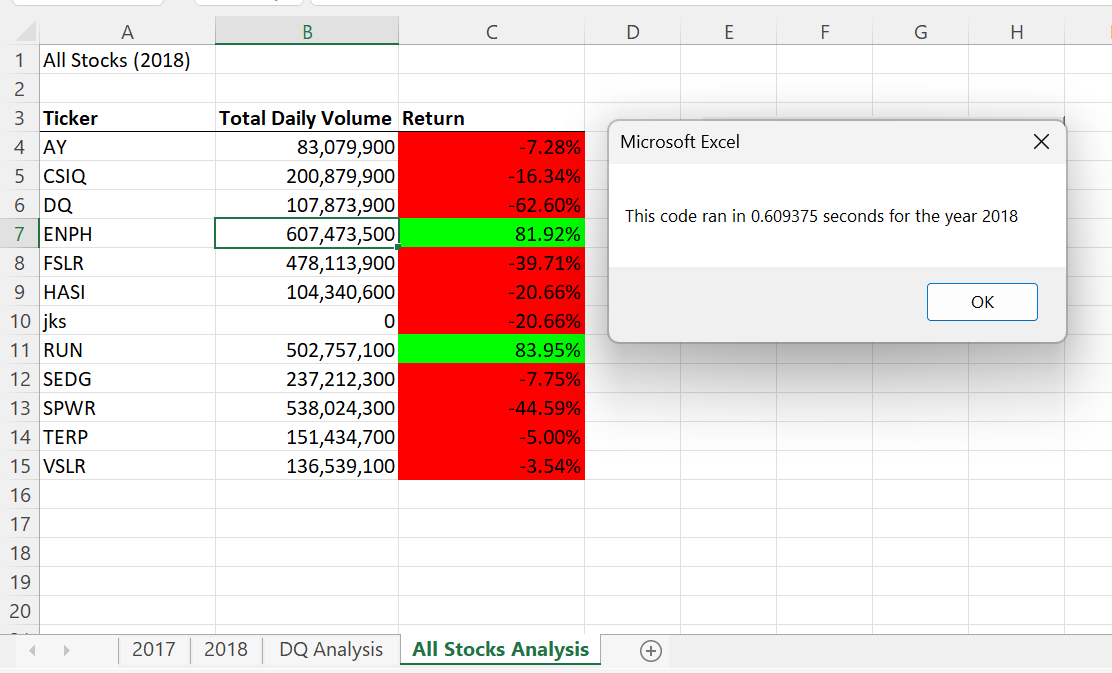 A B C D E F G H
1 All Stocks (2018)
2
3 Ticker Total Daily Volume Return
4 AY 83,079,900 -7.28%
5 CSIQ 200,879,900 -16.34%
6 DQ 107,873,900 -62.60%
7 ENPH 607,473,500 81.92%
8 FSLR 478,113,900 -39.71%
9 HASI 104,340,600 -20.66%
10 jks 0 -20.66%
11 RUN 502,757,100 83.95%
12 SEDG 237,212,300 -7.75%
13 SPWR 538,024,300 -44.59%
14 TERP 151,434,700 -5.00%
15 VSLR 136,539,100 -3.54%
16
17
18
19
20
Microsoft Excel
This code ran in 0.609375 seconds for the year 2018
OK
2017 2018 DQ Analysis All Stocks Analysis